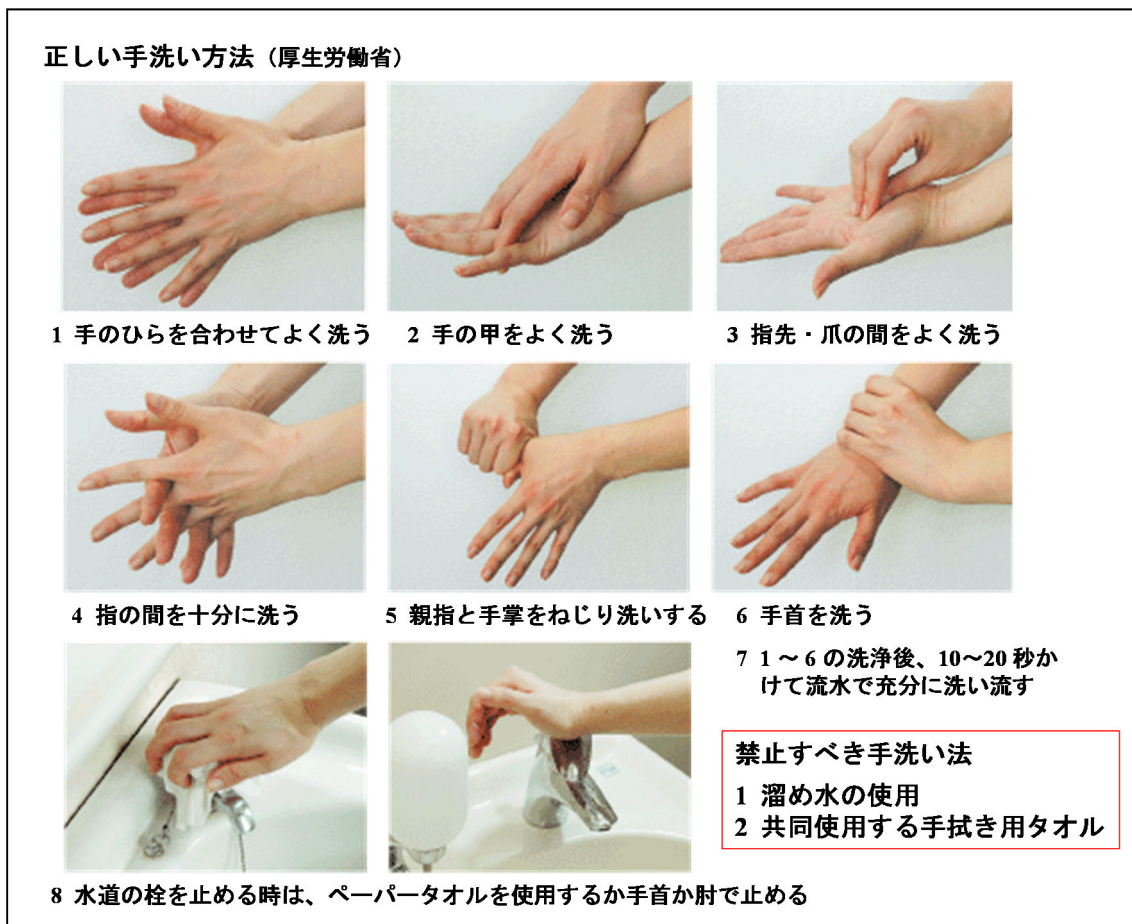 正しい手洗い方法（厚生労働省）
1 手のひらを合わせてよく洗う
2 手の甲をよく洗う
3 指先・爪の間をよく洗う
4 指の間を十分に洗う
5 親指と手掌をねじり洗いする
6 手首を洗う
7 1～6の洗浄後、10～20秒か
けて流水で充分に洗い流す
禁止すべき手洗い法
1 溜め水の使用
2 共同使用する手拭き用タオル
8 水道の栓を止める時は、ペーパータオルを使用するか手首か肘で止める